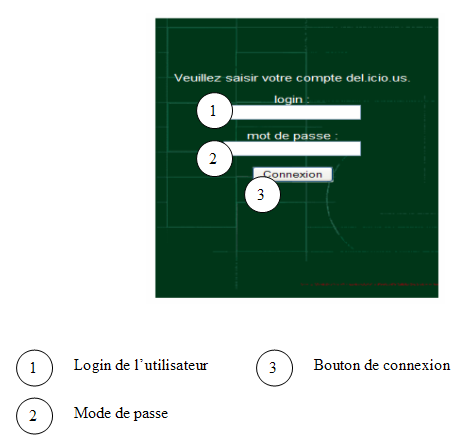 Veuillez saisir votre compte del.icio.us.
login :
1
mot de passe :
2
Connexion
3
1 Login de l’utilisateur
3 Bouton de connexion
2 Mode de passe